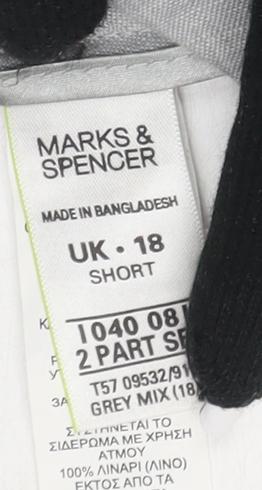 MARKS &
SPENCER
MADE IN BANGLADESH
UK • 18
SHORT
1040 081
2 PART
T57 09532/91
GREY MIX (18)
ΣΙΔΕΡΩΜΑ ΜΕ ΧΡΗΣΗ
ΑΤΜΟΥ
100% ΛΙΝΑΡΙ (ΛΙΝΟ)
ΕΚΤΟΣ ΑΠΟ ΤΑ